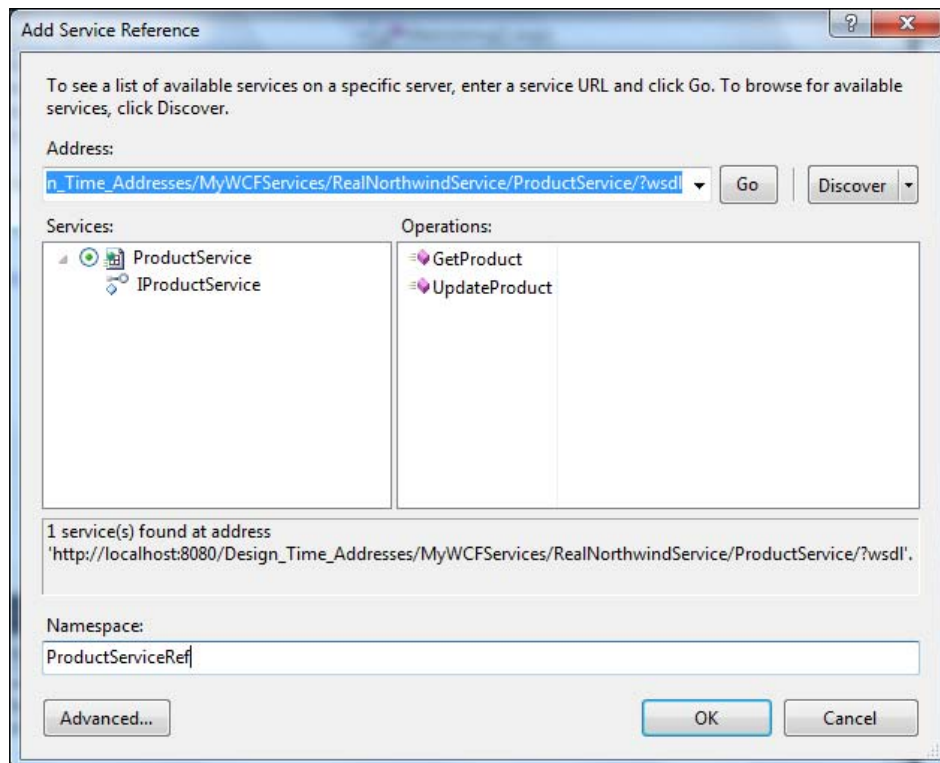 Add Service Reference
To see a list of available services on a specific server, enter a service URL and click Go. To browse for available
services, click Discover.
Address:
n_Time_Addresses/MyWCFServices/RealNorthwindService/ProductService/?wsdl
Go
Discover
Services:
Operations:
ProductService
IProductService
GetProduct
UpdateProduct
1 service(s) found at address
'http://localhost:8080/Design_Time_Addresses/MyWCFServices/RealNorthwindService/ProductService/?wsdl'.
Namespace:
ProductServiceRef
Advanced...
OK
Cancel